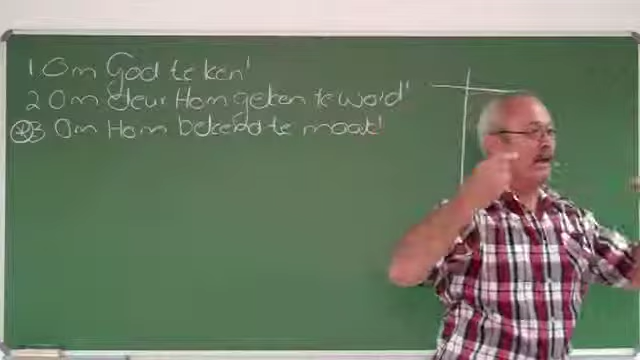 1. Om God te ken!
2 Om deur Hom geken te word!
3 Om Hom bekend te maak!